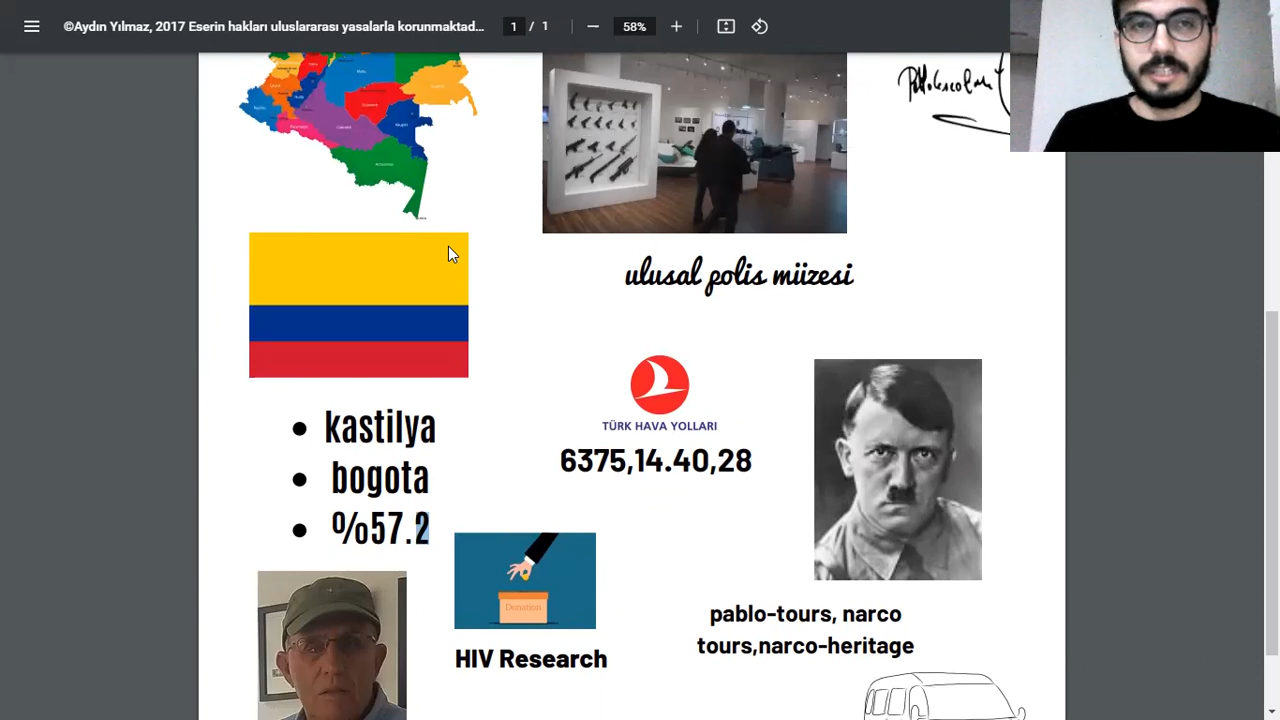 ©Aydın Yılmaz, 2017 Eserin hakları uluslararası yasalarla korunmaktad...
1 / 1
58%
ulusal polis müzesi
TÜRK HAVA YOLLARI
6375,14.40,28
• kastilya
• bogota
• %57.2
Donation
HIV Research
pablo-tours, narco
tours,narco-heritage